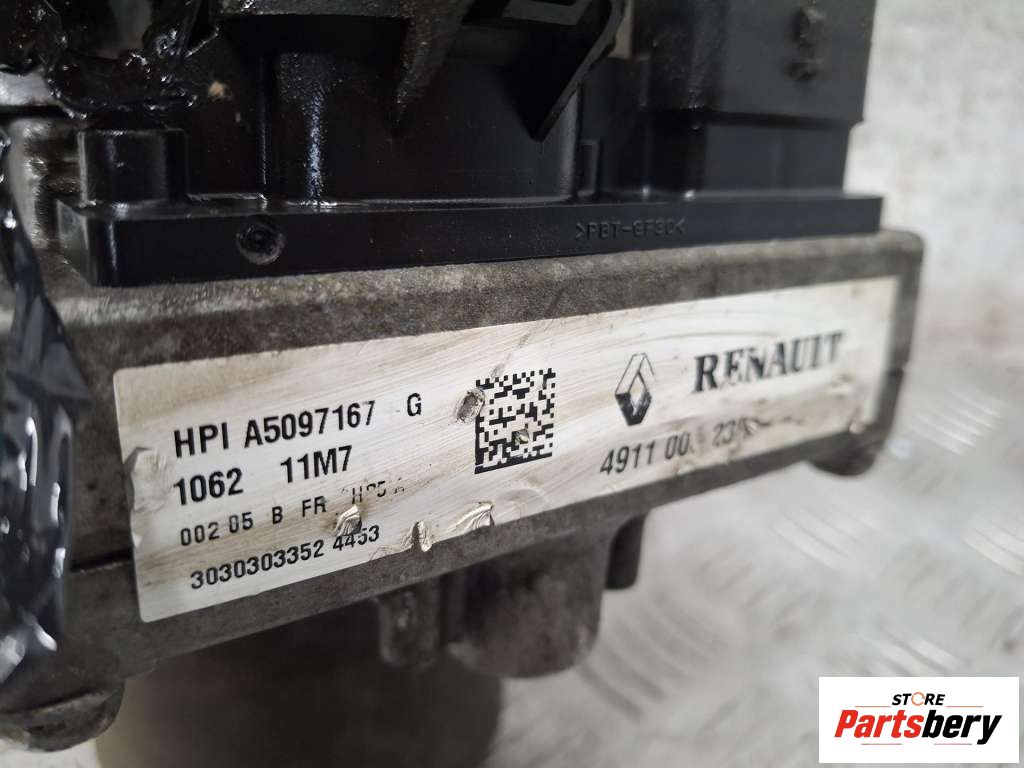 >PBT-GF30<
RENAULT
HPI A5097167 G
4911 00
1062 11M7
002 05 B FR
3030303352 4453
STORE
Partsbery